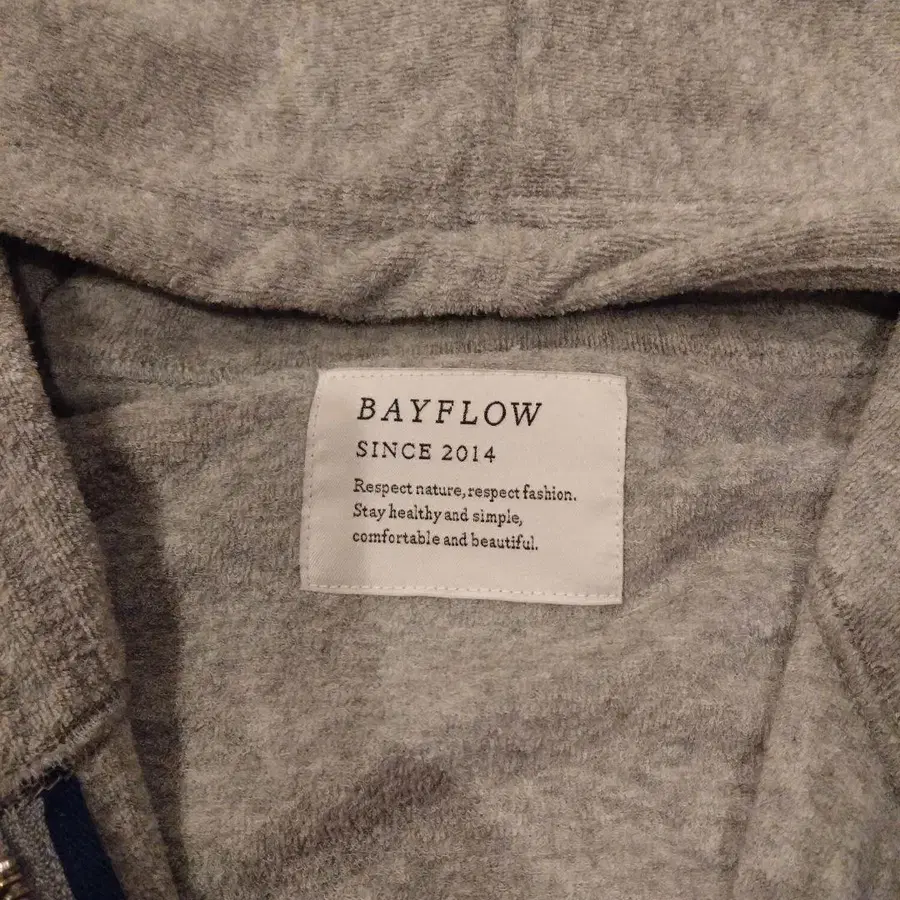 BAYFLOW
SINCE 2014
Respect nature, respect fashion.
Stay healthy and simple,
comfortable and beautiful.